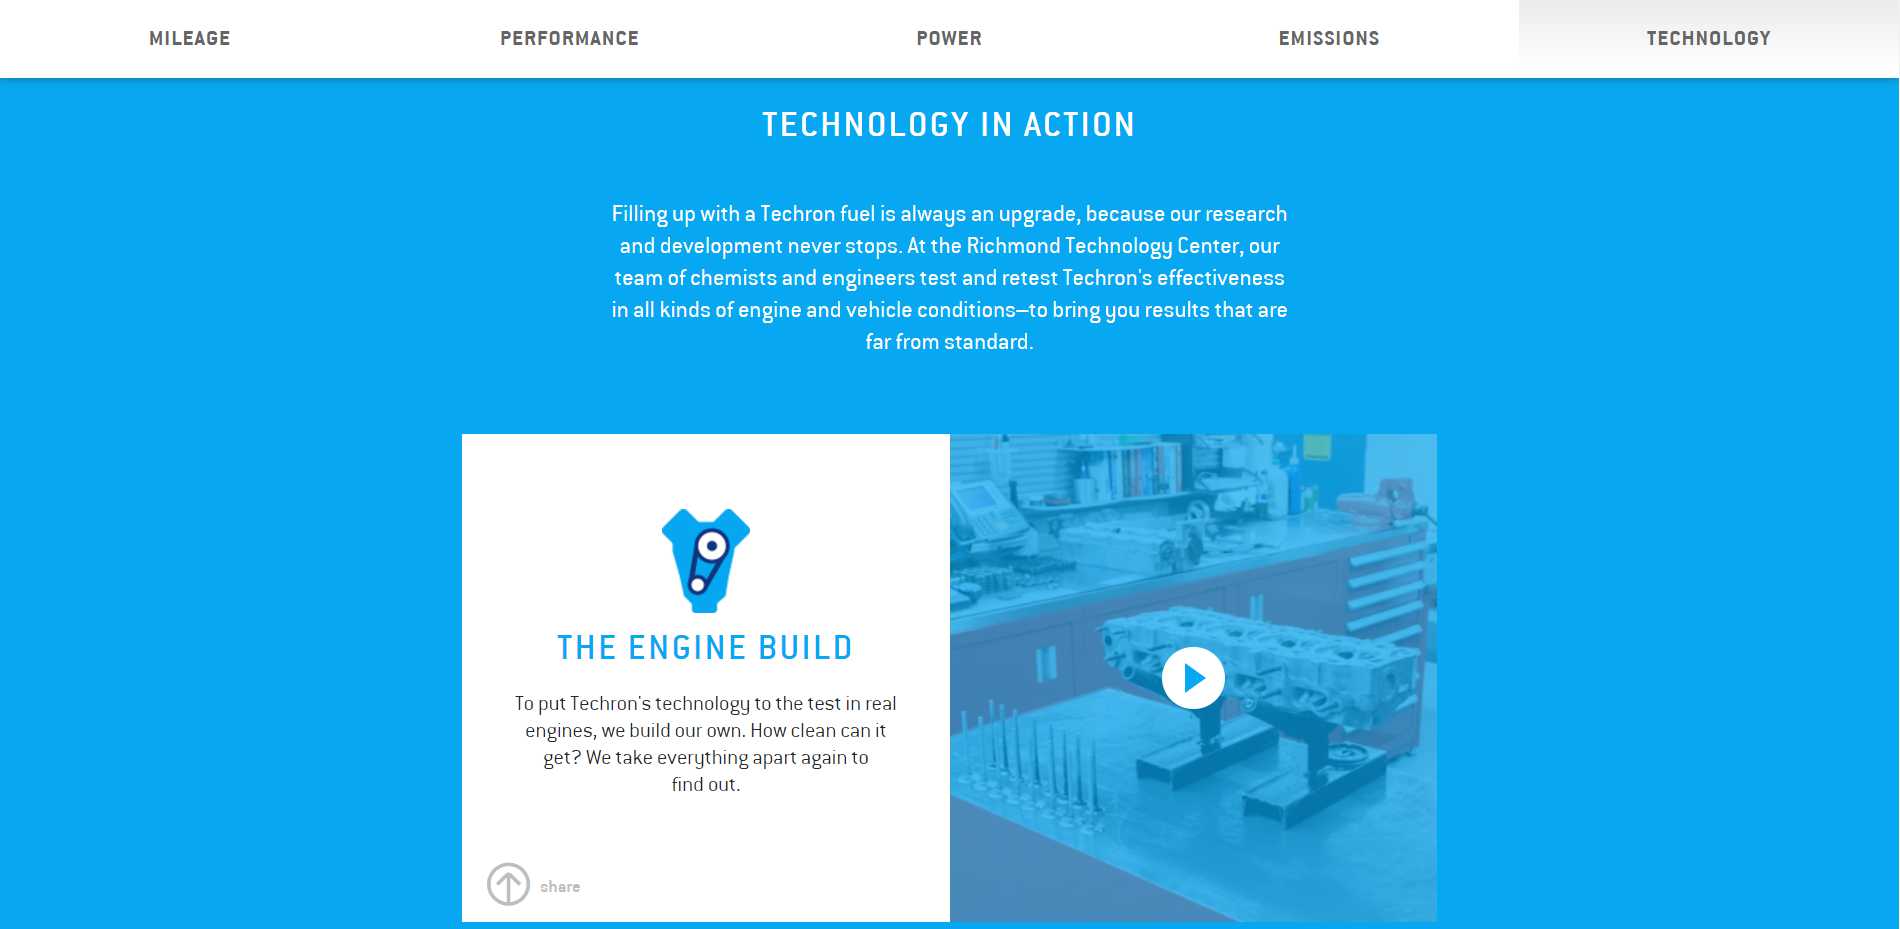 MILEAGE
PERFORMANCE
POWER
EMISSIONS
TECHNOLOGY
TECHNOLOGY IN ACTION
Filling up with a Techron fuel is always an upgrade, because our research
and development never stops. At the Richmond Technology Center, our
team of chemists and engineers test and retest Techron's effectiveness
in all kinds of engine and vehicle conditions—to bring you results that are
far from standard.
THE ENGINE BUILD
To put Techron's technology to the test in real
engines, we build our own. How clean can it
get? We take everything apart again to
find out.
share